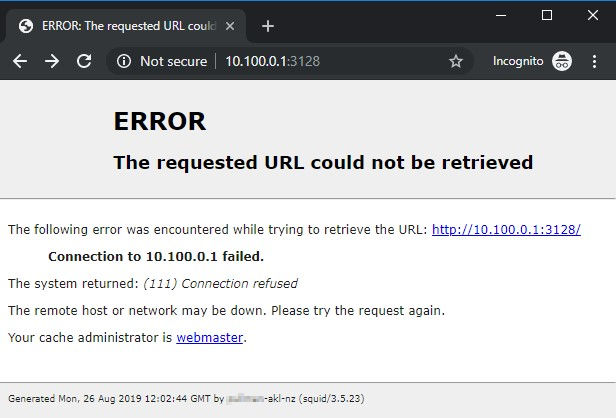 ERROR: The requested URL could
Not secure 10.100.0.1:3128
Incognito
ERROR
The requested URL could not be retrieved
The following error was encountered while trying to retrieve the URL: http://10.100.0.1:3128/
Connection to 10.100.0.1 failed.
The system returned: (111) Connection refused
The remote host or network may be down. Please try the request again.
Your cache administrator is webmaster.
Generated Mon, 26 Aug 2019 12:02:44 GMT by -akl-nz (squid/3.5.23)